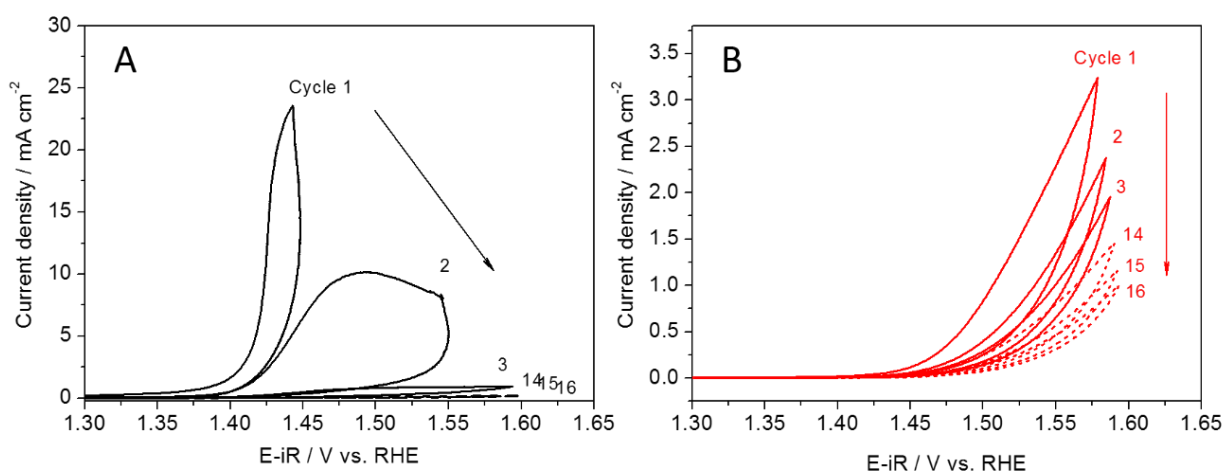 A
30
25
20
15
10
5
0
Current density / mA cm-2
Cycle 1
2
3
14 15 16
1.30 1.35 1.40 1.45 1.50 1.55 1.60 1.65
E-iR / V vs. RHE
B
3.5
3.0
2.5
2.0
1.5
1.0
0.5
0.0
Current density / mA cm-2
Cycle 1
2
3
14
15
16
1.30 1.35 1.40 1.45 1.50 1.55 1.60 1.65
E-iR / V vs. RHE